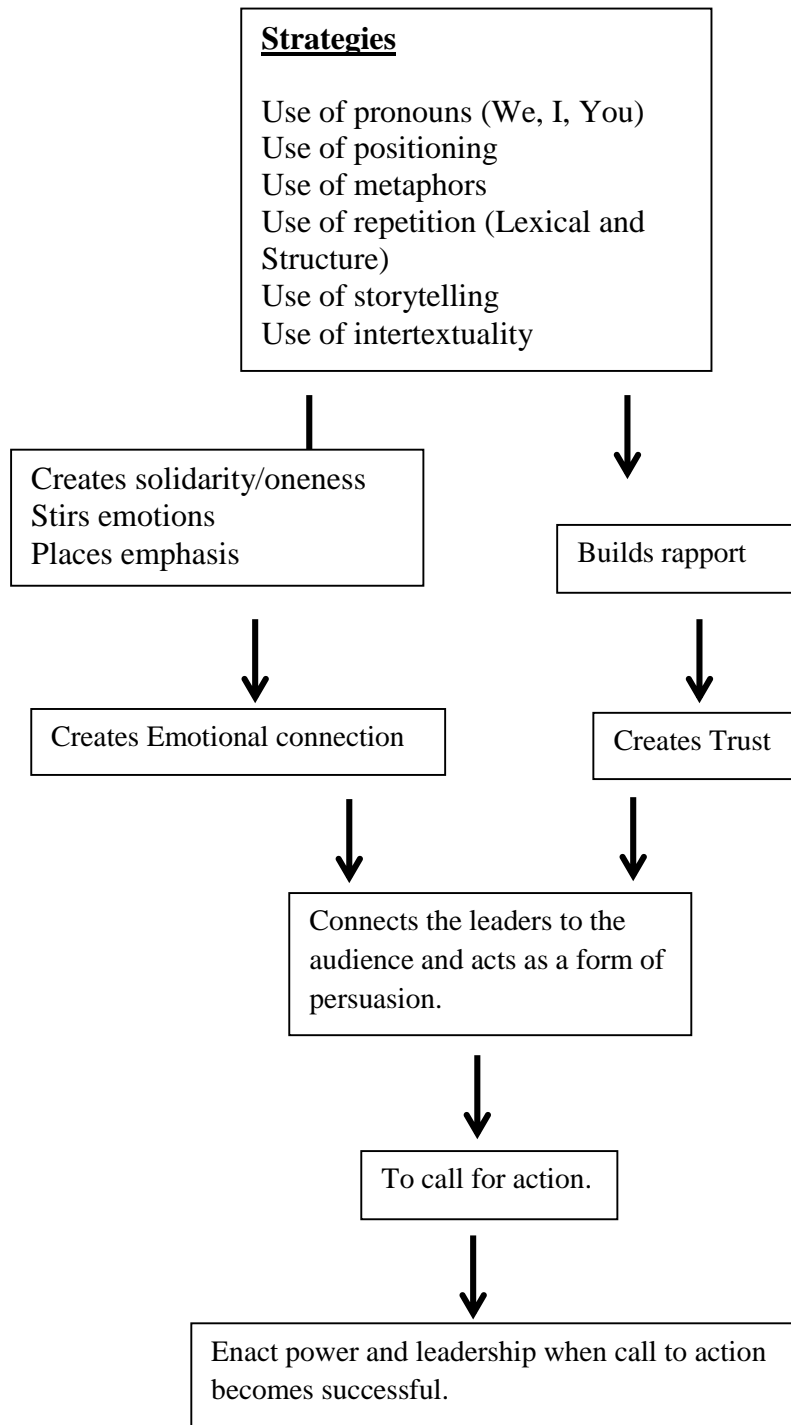 Strategies
Use of pronouns (We, I, You)
Use of positioning
Use of metaphors
Use of repetition (Lexical and
Structure)
Use of storytelling
Use of intertextuality
Creates solidarity/oneness
Stirs emotions
Places emphasis
Builds rapport
Creates Emotional connection
Creates Trust
Connects the leaders to the
audience and acts as a form of
persuasion.
To call for action.
Enact power and leadership when call to action
becomes successful.